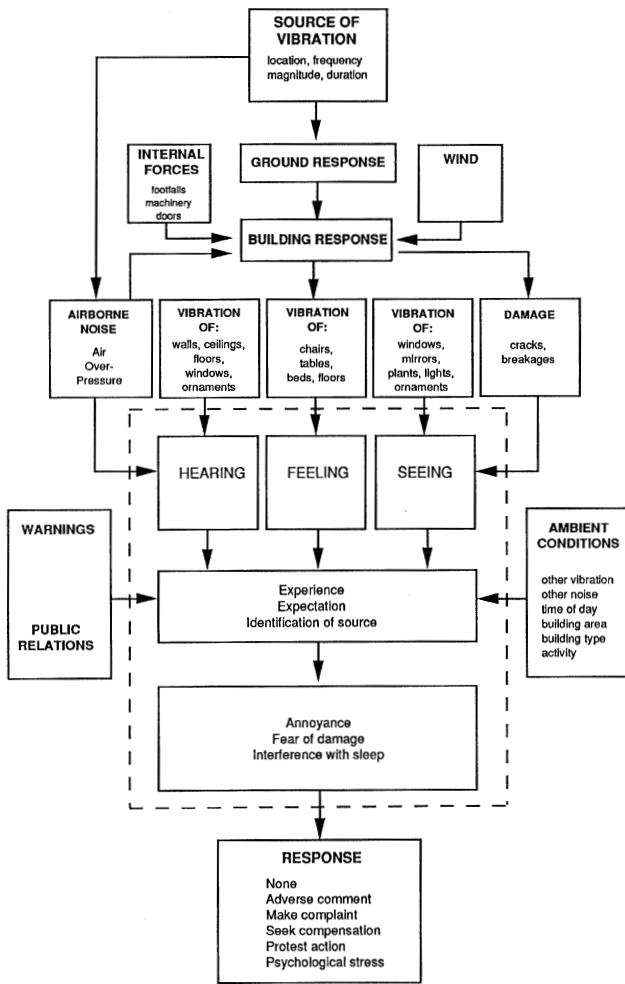 SOURCE OF
VIBRATION
location, frequency
magnitude, duration
INTERNAL
FORCES
footfalls
machinery
doors
GROUND RESPONSE
WIND
BUILDING RESPONSE
AIRBORNE
NOISE
Air
Over-
Pressure
VIBRATION
OF:
walls, ceilings,
floors,
windows,
ornaments
VIBRATION
OF:
chairs,
tables,
beds, floors
VIBRATION
OF:
windows,
mirrors,
plants, lights,
ornaments
DAMAGE
cracks,
breakages
HEARING
FEELING
SEEING
WARNINGS
PUBLIC
RELATIONS
Experience
Expectation
Identification of source
AMBIENT
CONDITIONS
other vibration
other noise
time of day
building area
building type
activity
Annoyance
Fear of damage
Interference with sleep
RESPONSE
None
Adverse comment
Make complaint
Seek compensation
Protest action
Psychological stress